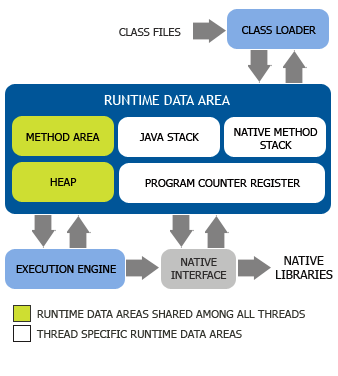 CLASS FILES
CLASS LOADER
RUNTIME DATA AREA
METHOD AREA
JAVA STACK
NATIVE METHOD
STACK
HEAP
PROGRAM COUNTER REGISTER
EXECUTION ENGINE
NATIVE
INTERFACE
NATIVE
LIBRARIES
RUNTIME DATA AREAS SHARED AMONG ALL THREADS
THREAD SPECIFIC RUNTIME DATA AREAS